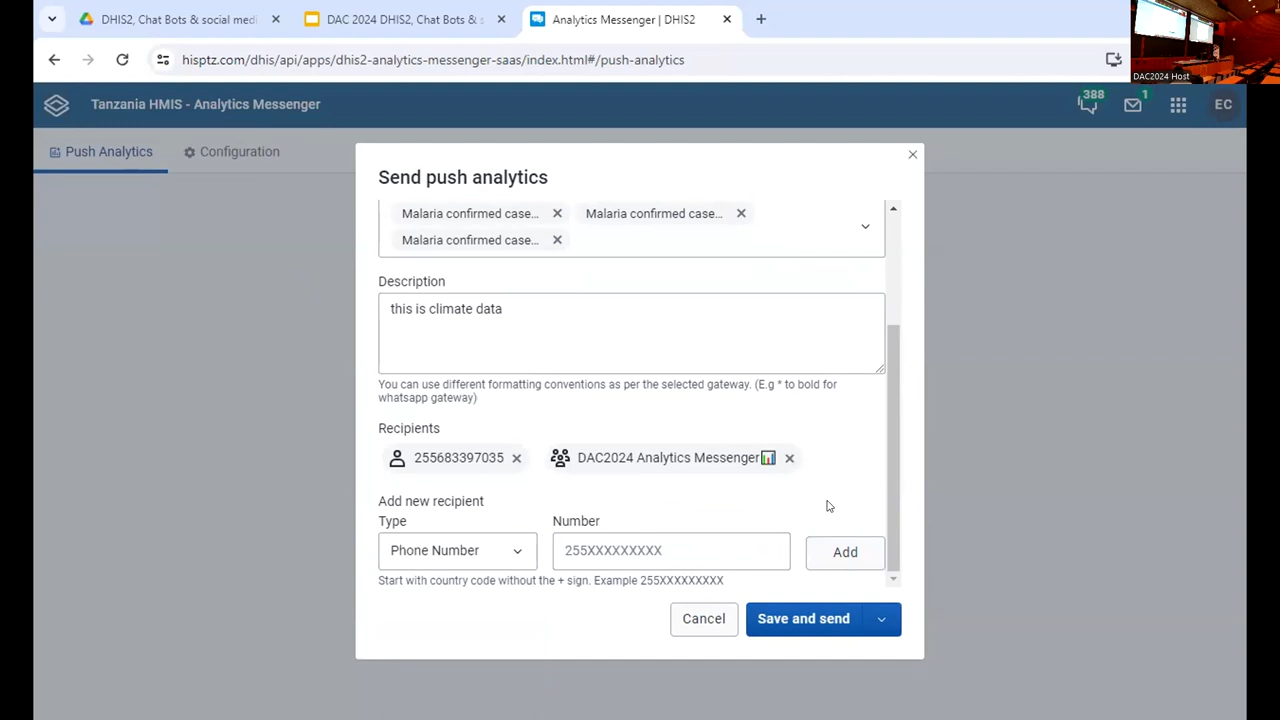 DHIS2, Chat Bots & social medi
DAC 2024 DHIS2, Chat Bots & s
Analytics Messenger | DHIS2
hisptz.com/dhis/api/apps/dhis2-analytics-messenger-saas/index.html#/push-analytics
DAC2024 Host
Tanzania HMIS - Analytics Messenger
388
1
EC
Push Analytics
Configuration
Send push analytics
Malaria confirmed case...
Malaria confirmed case...
Malaria confirmed case...
Description
this is climate data
You can use different formatting conventions as per the selected gateway. (E.g * to bold for
whatsapp gateway)
Recipients
255683397035
DAC2024 Analytics Messenger📊
Add new recipient
Type
Number
Phone Number
255XXXXXXXXX
Add
Start with country code without the + sign. Example 255XXXXXXXXX
Cancel
Save and send